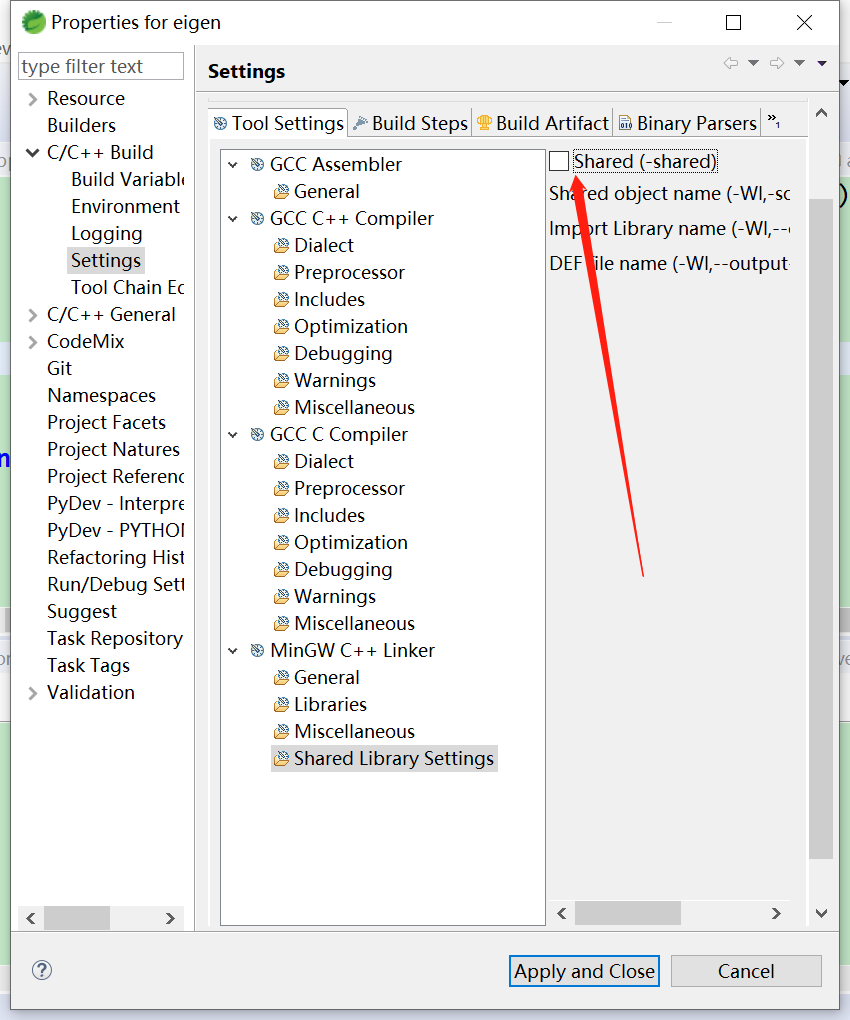 Properties for eigen
type filter text
Resource
Builders
C/C++ Build
Build Variable
Environment
Logging
Settings
Tool Chain Ed
C/C++ General
CodeMix
Git
Namespaces
Project Facets
Project Natures
Project Referenc
PyDev - Interpre
PyDev - PYTHON
Refactoring Hist
Run/Debug Sett
Suggest
Task Repository
Task Tags
Validation
Settings
Tool Settings
Build Steps
Build Artifact
Binary Parsers
»1
GCC Assembler
General
GCC C++ Compiler
Dialect
Preprocessor
Includes
Optimization
Debugging
Warnings
Miscellaneous
GCC C Compiler
Dialect
Preprocessor
Includes
Optimization
Debugging
Warnings
Miscellaneous
MinGW C++ Linker
General
Libraries
Miscellaneous
Shared Library Settings
Shared (-shared)
Shared object name (-Wl,-so
Import Library name (-Wl,--o
DEF file name (-Wl,--output-
Apply and Close
Cancel